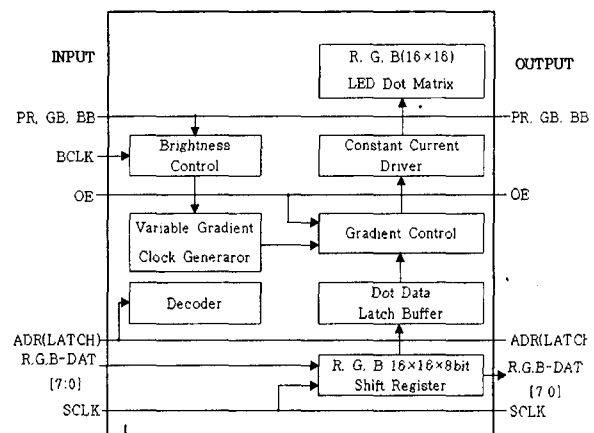 INPUT
R. G. B(16×16)
LED Dot Matrix
OUTPUT
PR, GB, BB
PR. GB. BB
BCLK
Brightness
Control
Constant Current
Driver
OE
OE
Variable Gradient
Clock Generaror
Gradient Control
Decoder
Dot Data
Latch Buffer
ADR(LATCH)
ADR(LATCH
R.G.B-DAT
[7:0]
R. G. B 16×16×8bit
Shift Register
R.G.B-DAT
[7 0]
SCLK
SCLK